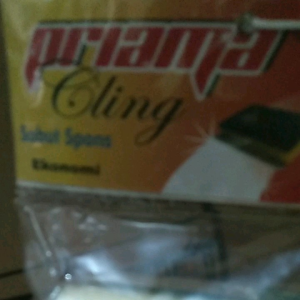 priama
Cling
Sabut Spons
Ekonomi